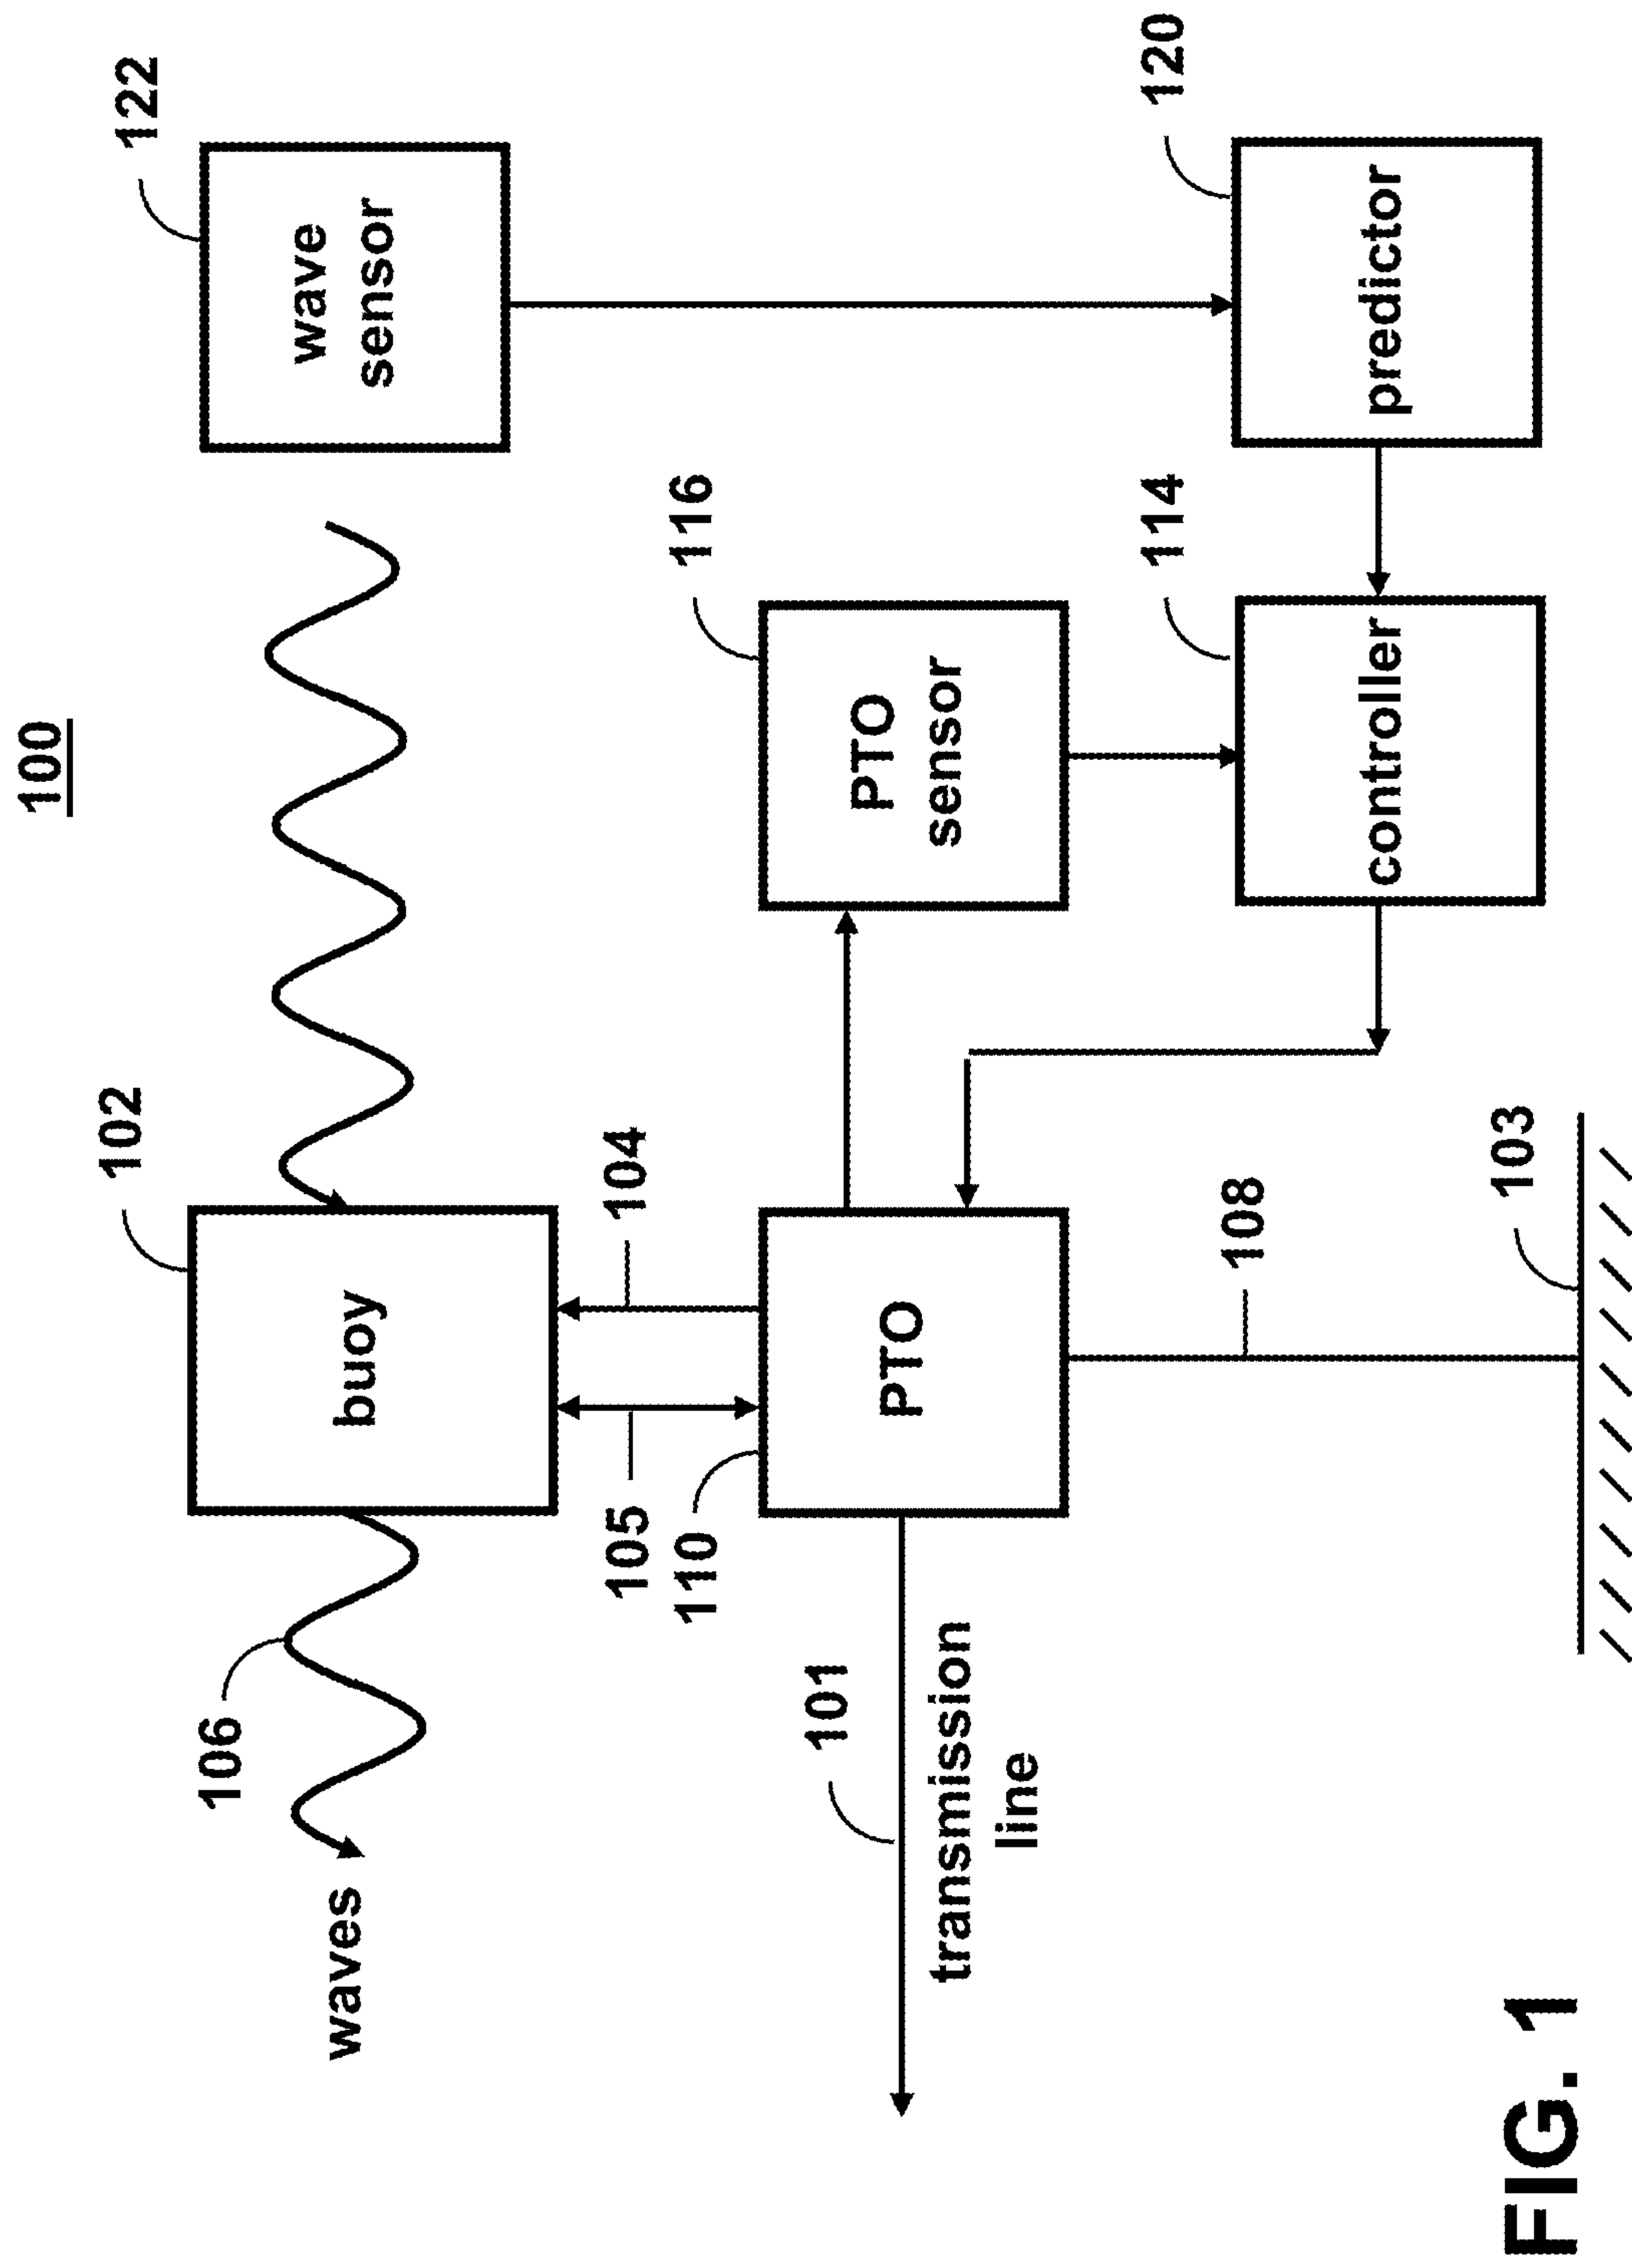 100
102
122
106
waves
buoy
wave
sensor
105
104
110
116
101
transmission
line
PTO
PTO
sensor
114
120
108
controller
predictor
103
FIG. 1